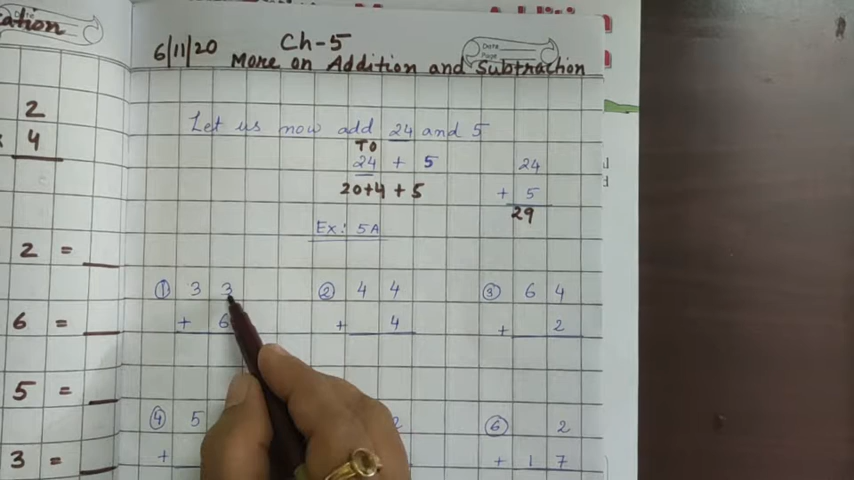 ation
2
4
2 =
6 =
5 =
3 =
6/11/20 Ch-5
Date
Page
More on Addition and Subtraction
Let us now add 24 and 5
TO
24 + 5
20+4 + 5
24
+ 5
29
Ex: 5A
① 3 3
+ 6
② 4 4
+ 4
③ 6 4
+ 2
④ 5
+
2
⑥ 2
+ 1 7